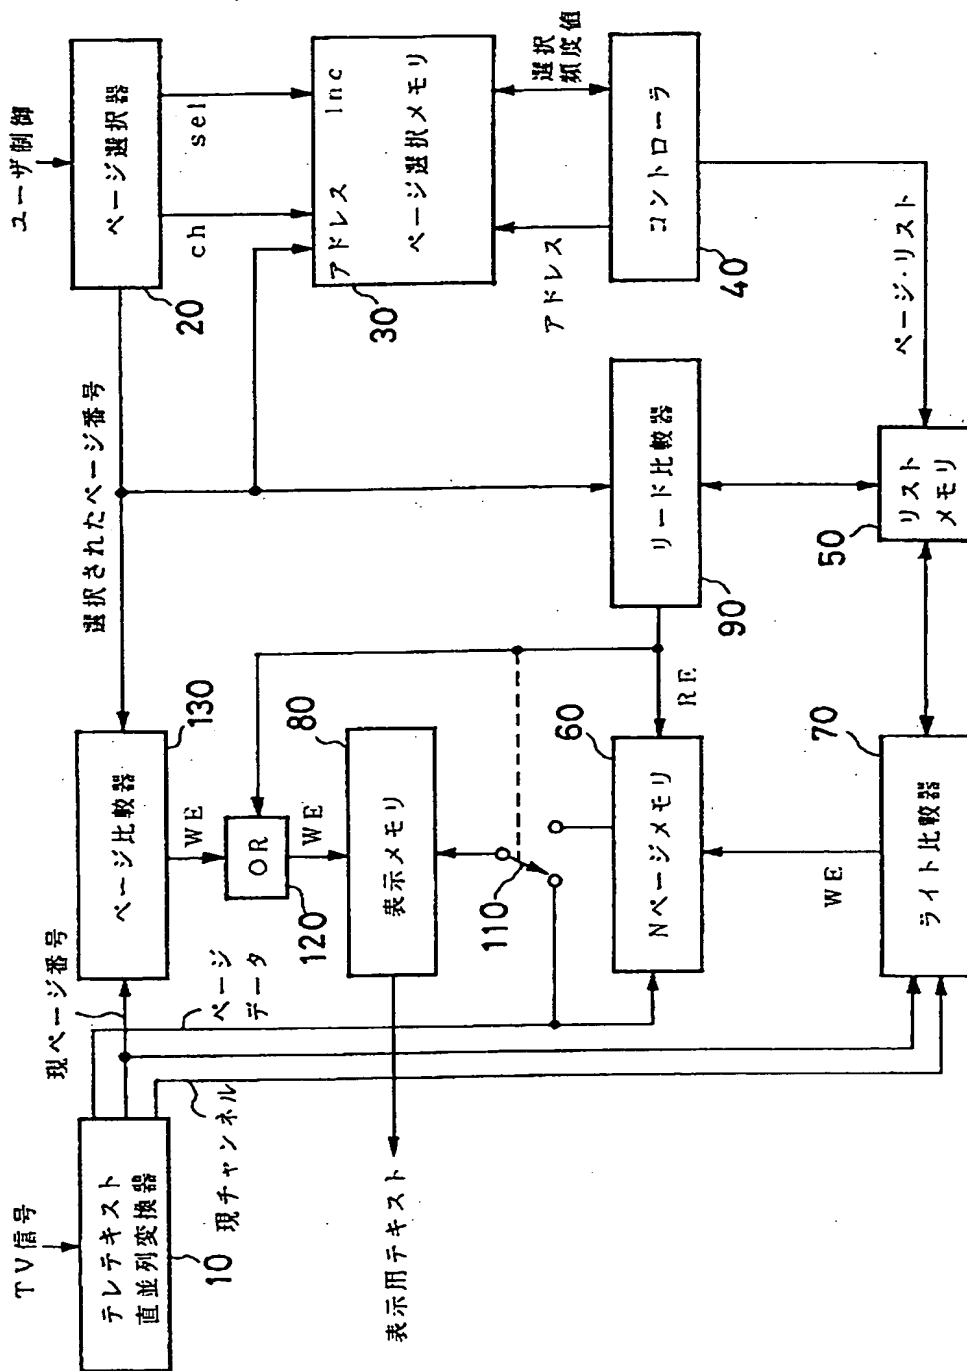 TV信号
テレテキスト
直並列変換器
10
現チャンネル
現ページ番号
ページ
データ
ページ比較器
130
WE
OR
120
WE
表示メモリ
80
表示用テキスト
110
Nページメモリ
60
RE
WE
ライト比較器
70
選択されたページ番号
リード比較器
90
リスト
メモリ
50
ユーザ制御
ページ選択器
20
ch
sel
アドレス
Inc
ページ選択メモリ
30
アドレス
選択
頻度値
コントローラ
40
ページ・リスト